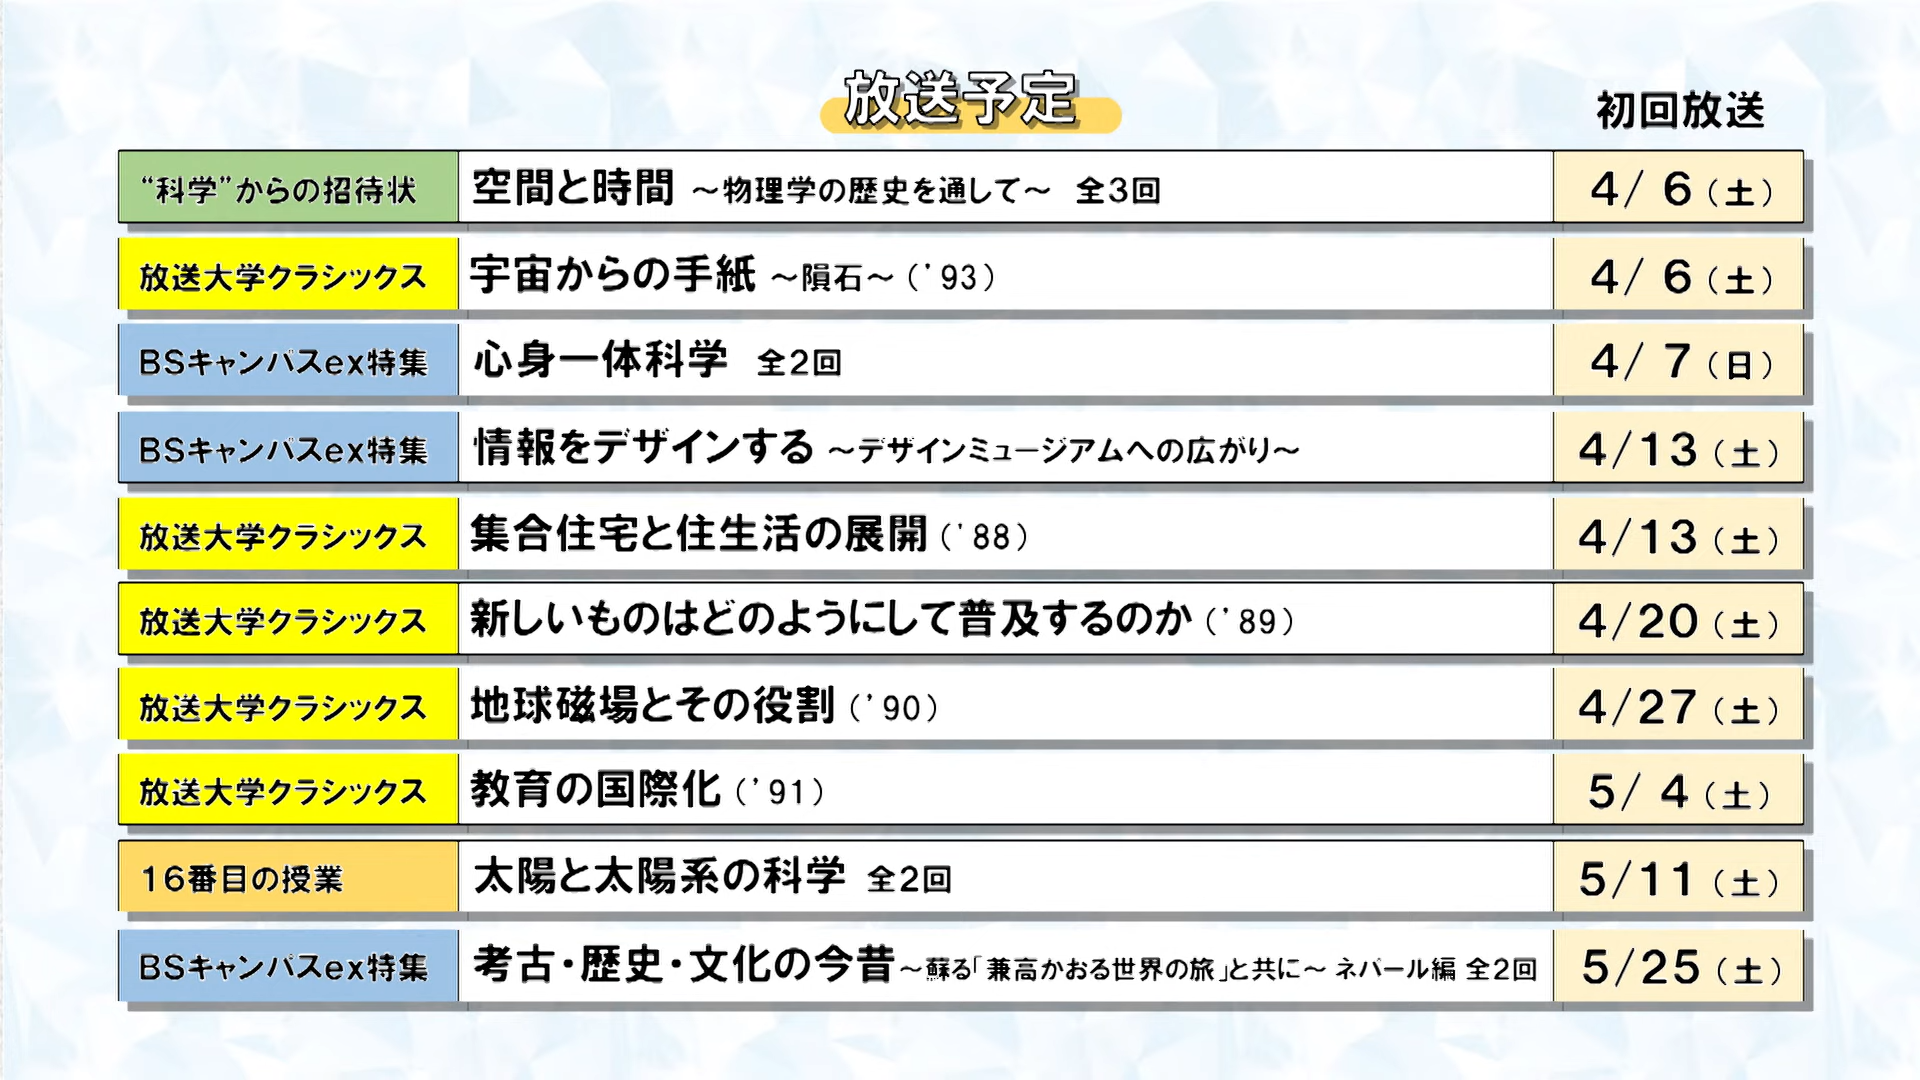 放送予定
初回放送
“科学”からの招待状 空間と時間 ～物理学の歴史を通して～ 全3回 4/ 6（土）
放送大学クラシックス 宇宙からの手紙 ～隕石～（’93） 4/ 6（土）
BSキャンパスex特集 心身一体科学 全2回 4/ 7（日）
BSキャンパスex特集 情報をデザインする ～デザインミュージアムへの広がり～ 4/13（土）
放送大学クラシックス 集合住宅と住生活の展開（’88） 4/13（土）
放送大学クラシックス 新しいものはどのようにして普及するのか（’89） 4/20（土）
放送大学クラシックス 地球磁場とその役割（’90） 4/27（土）
放送大学クラシックス 教育の国際化（’91） 5/ 4（土）
16番目の授業 太陽と太陽系の科学 全2回 5/11（土）
BSキャンパスex特集 考古・歴史・文化の今昔～蘇る「兼高かおる世界の旅」と共に～ ネパール編 全2回 5/25（土）